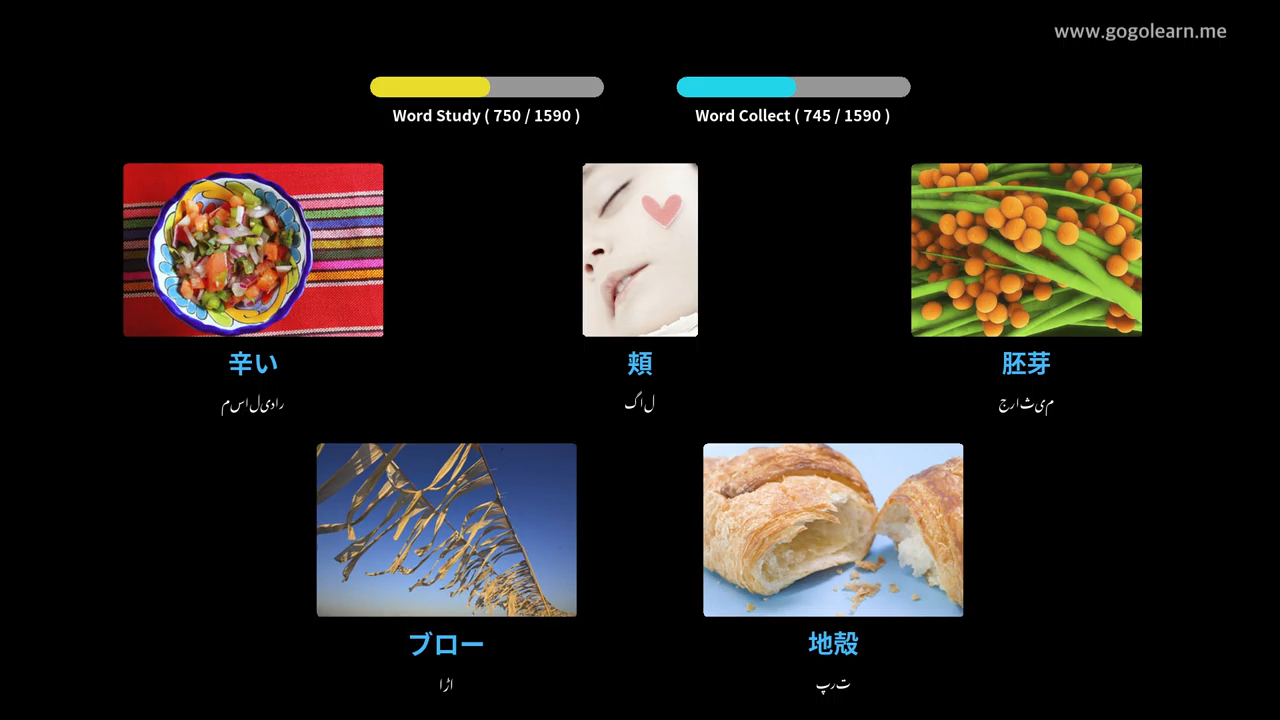 www.gogolearn.me
Word Study ( 750 / 1590 )
Word Collect ( 745 / 1590 )
辛い
مسالیدار
頬
گال
胚芽
جراثیم
ブロー
اڑا
地殻
پرت